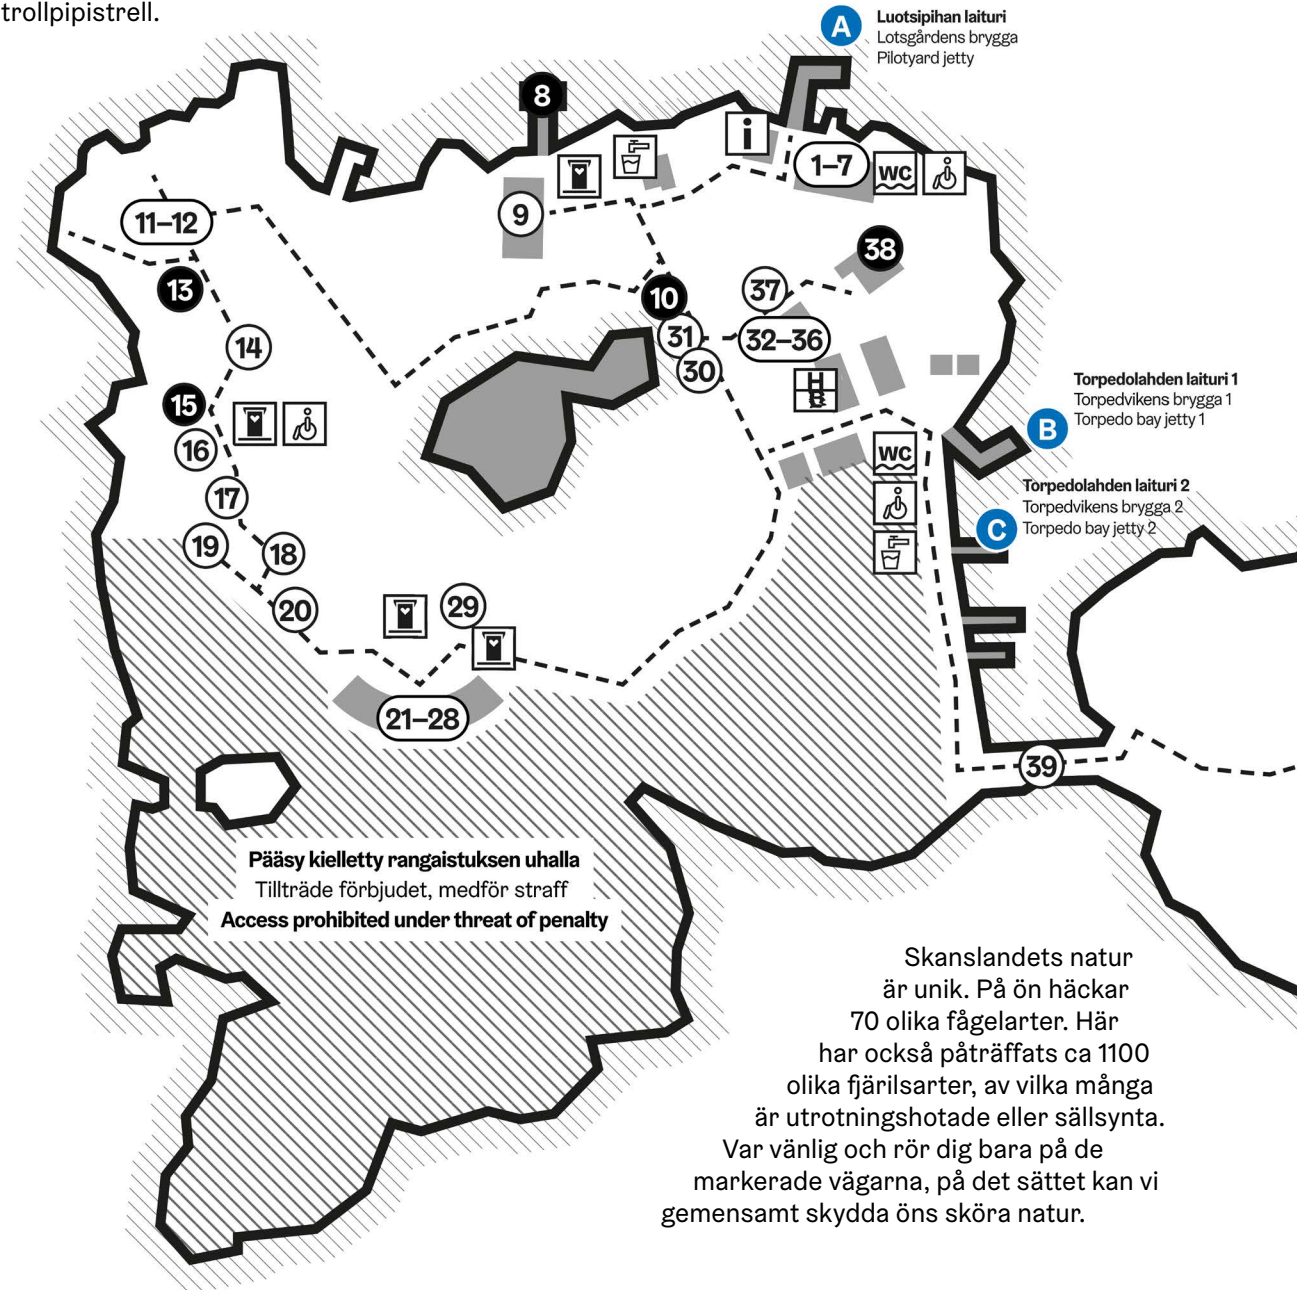 trollpipistrell.
A
Luotsipihan laituri
Lotsgårdens brygga
Pilotyard jetty
8
i
1–7
WC
11–12
9
38
13
10
37
31
32–36
14
30
H
B
15
Torpedolahden laituri 1
Torpedvikens brygga 1
Torpedo bay jetty 1
B
16
WC
17
Torpedolahden laituri 2
Torpedvikens brygga 2
Torpedo bay jetty 2
C
19
18
20
29
21–28
39
Pääsy kielletty rangaistuksen uhalla
Tillträde förbjudet, medför straff
Access prohibited under threat of penalty
Skanslandets natur
är unik. På ön häckar
70 olika fågelarter. Här
har också påträffats ca 1100
olika fjärilsarter, av vilka många
är utrotningshotade eller sällsynta.
Var vänlig och rör dig bara på de
markerade vägarna, på det sättet kan vi
gemensamt skydda öns sköra natur.